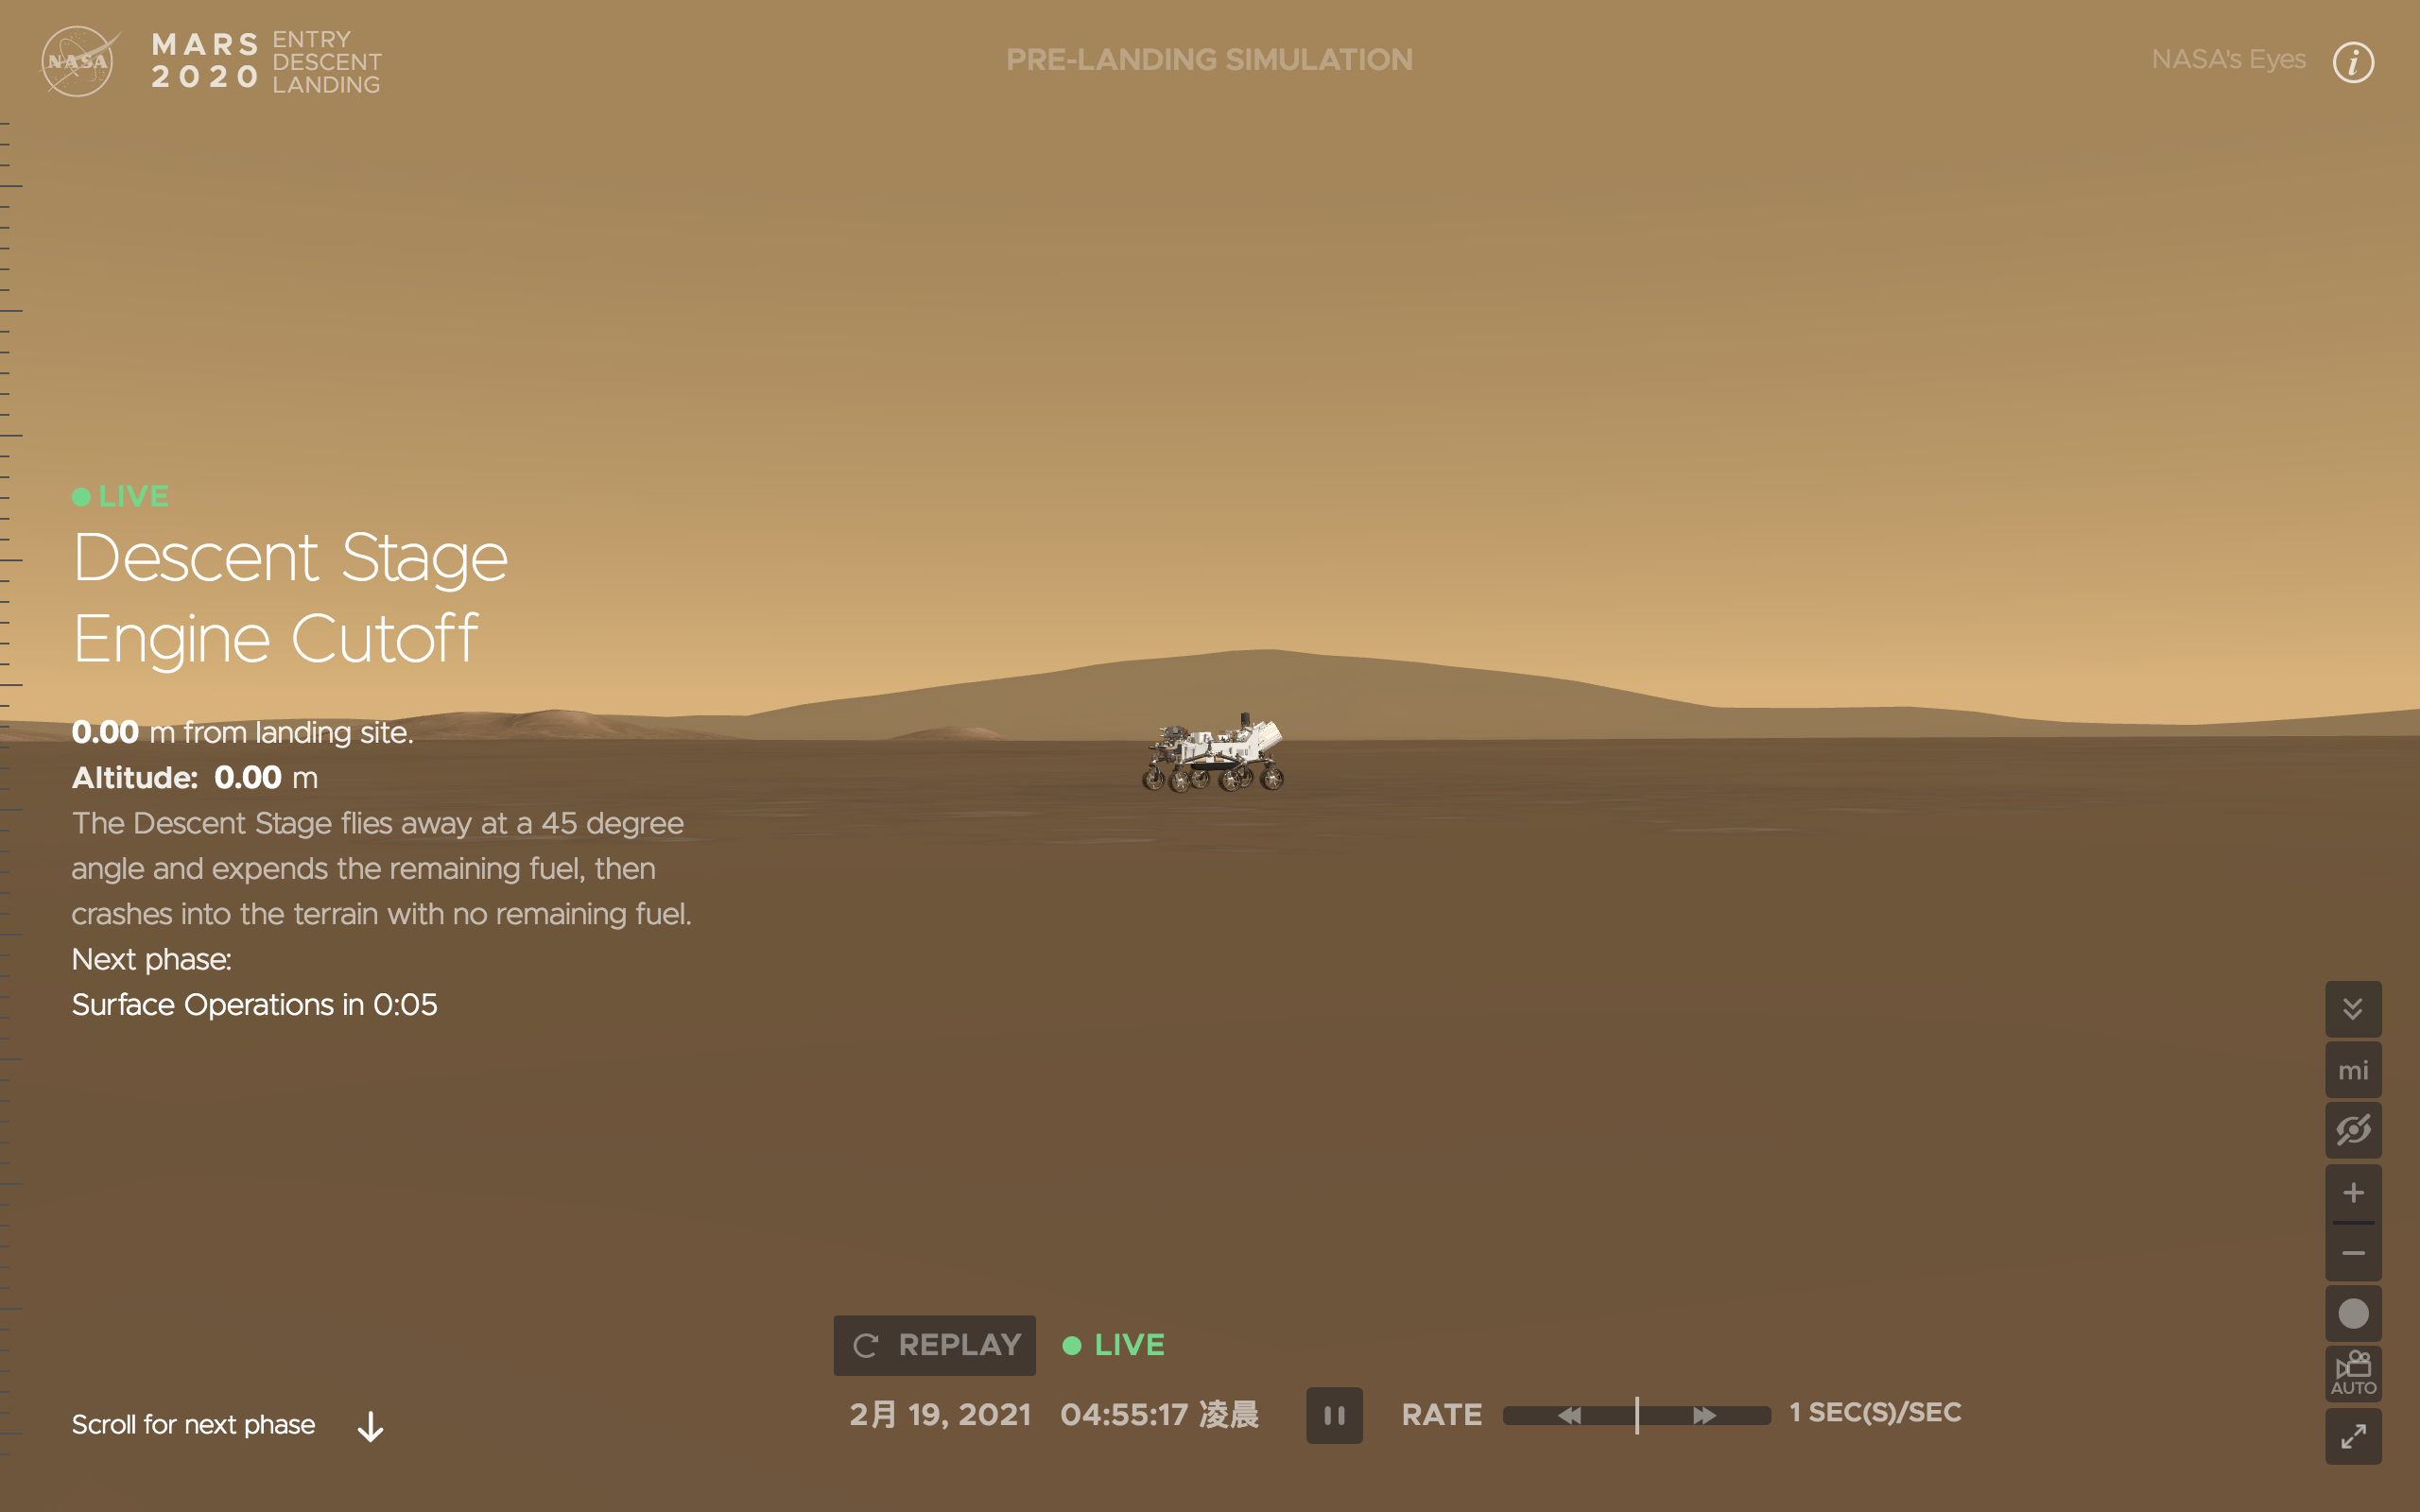 NASA
MARS
2020
ENTRY
DESCENT
LANDING
PRE-LANDING SIMULATION
NASA's Eyes
i
LIVE
Descent Stage
Engine Cutoff
0.00 m from landing site.
Altitude: 0.00 m
The Descent Stage flies away at a 45 degree
angle and expends the remaining fuel, then
crashes into the terrain with no remaining fuel.
Next phase:
Surface Operations in 0:05
mi
AUTO
REPLAY
LIVE
Scroll for next phase
2月 19, 2021 04:55:17 凌晨
RATE
1 SEC(S)/SEC